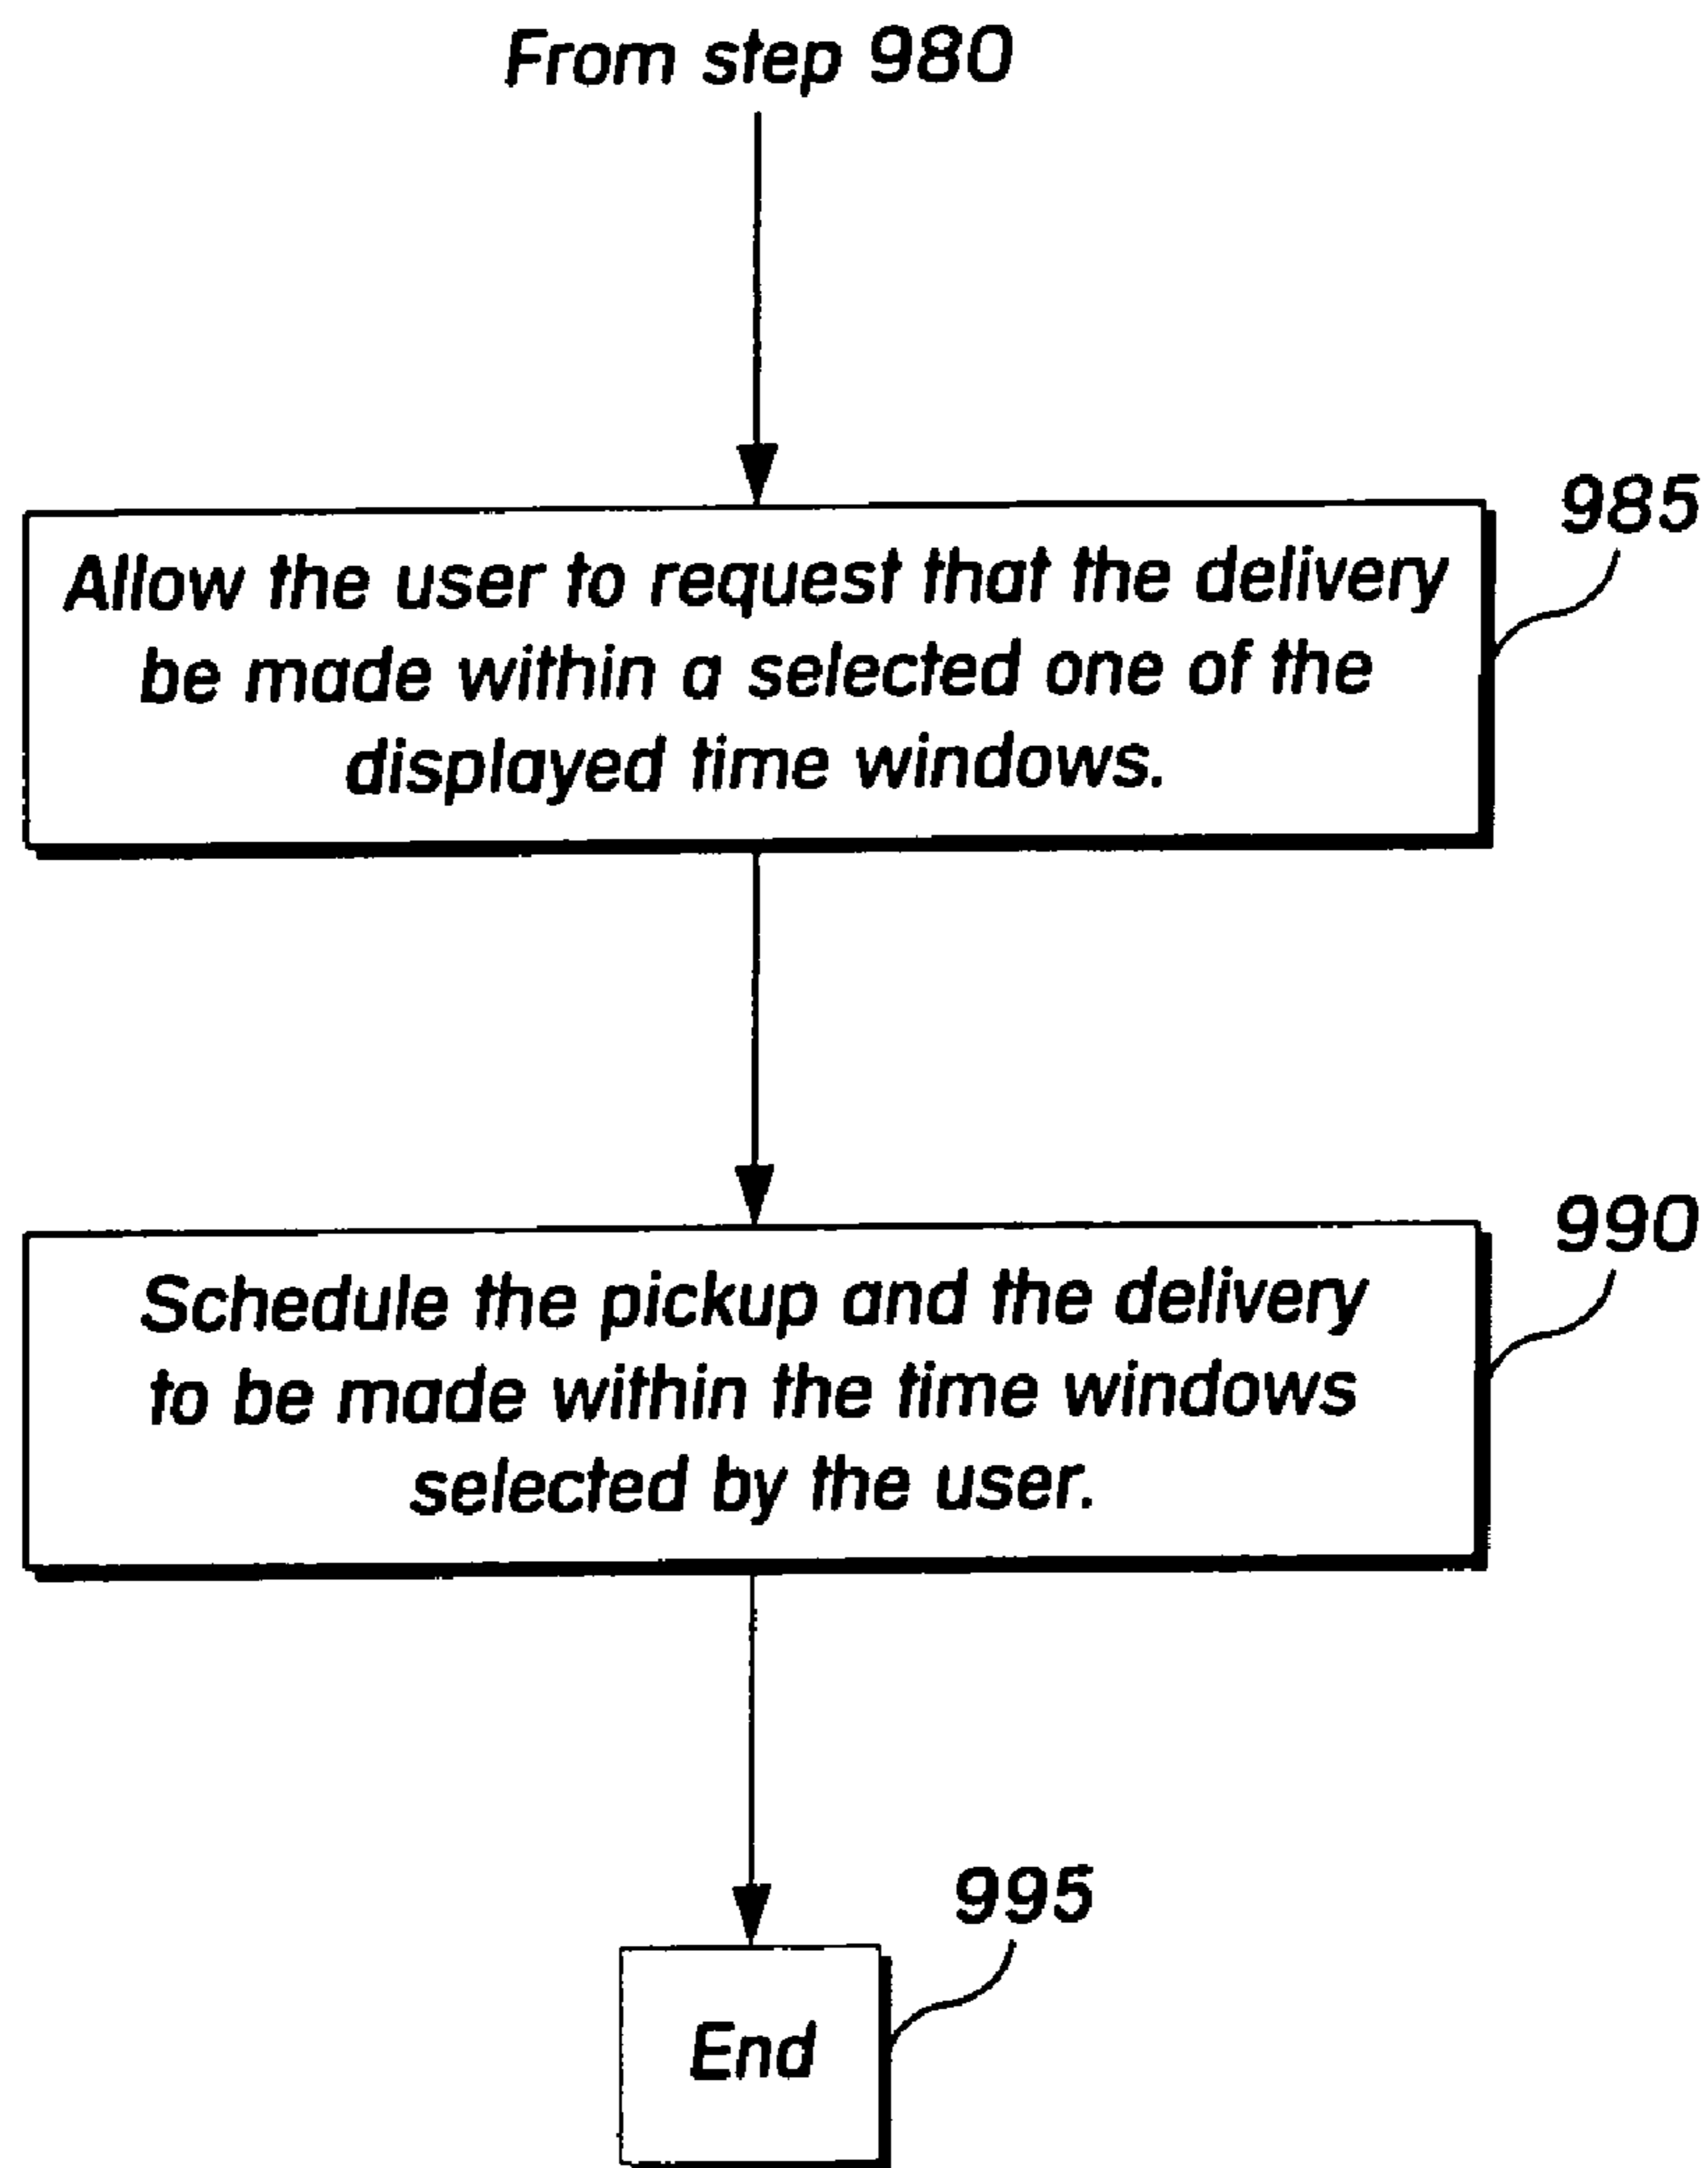 From step 980
985
Allow the user to request that the delivery
be made within a selected one of the
displayed time windows.
990
Schedule the pickup and the delivery
to be made within the time windows
selected by the user.
995
End